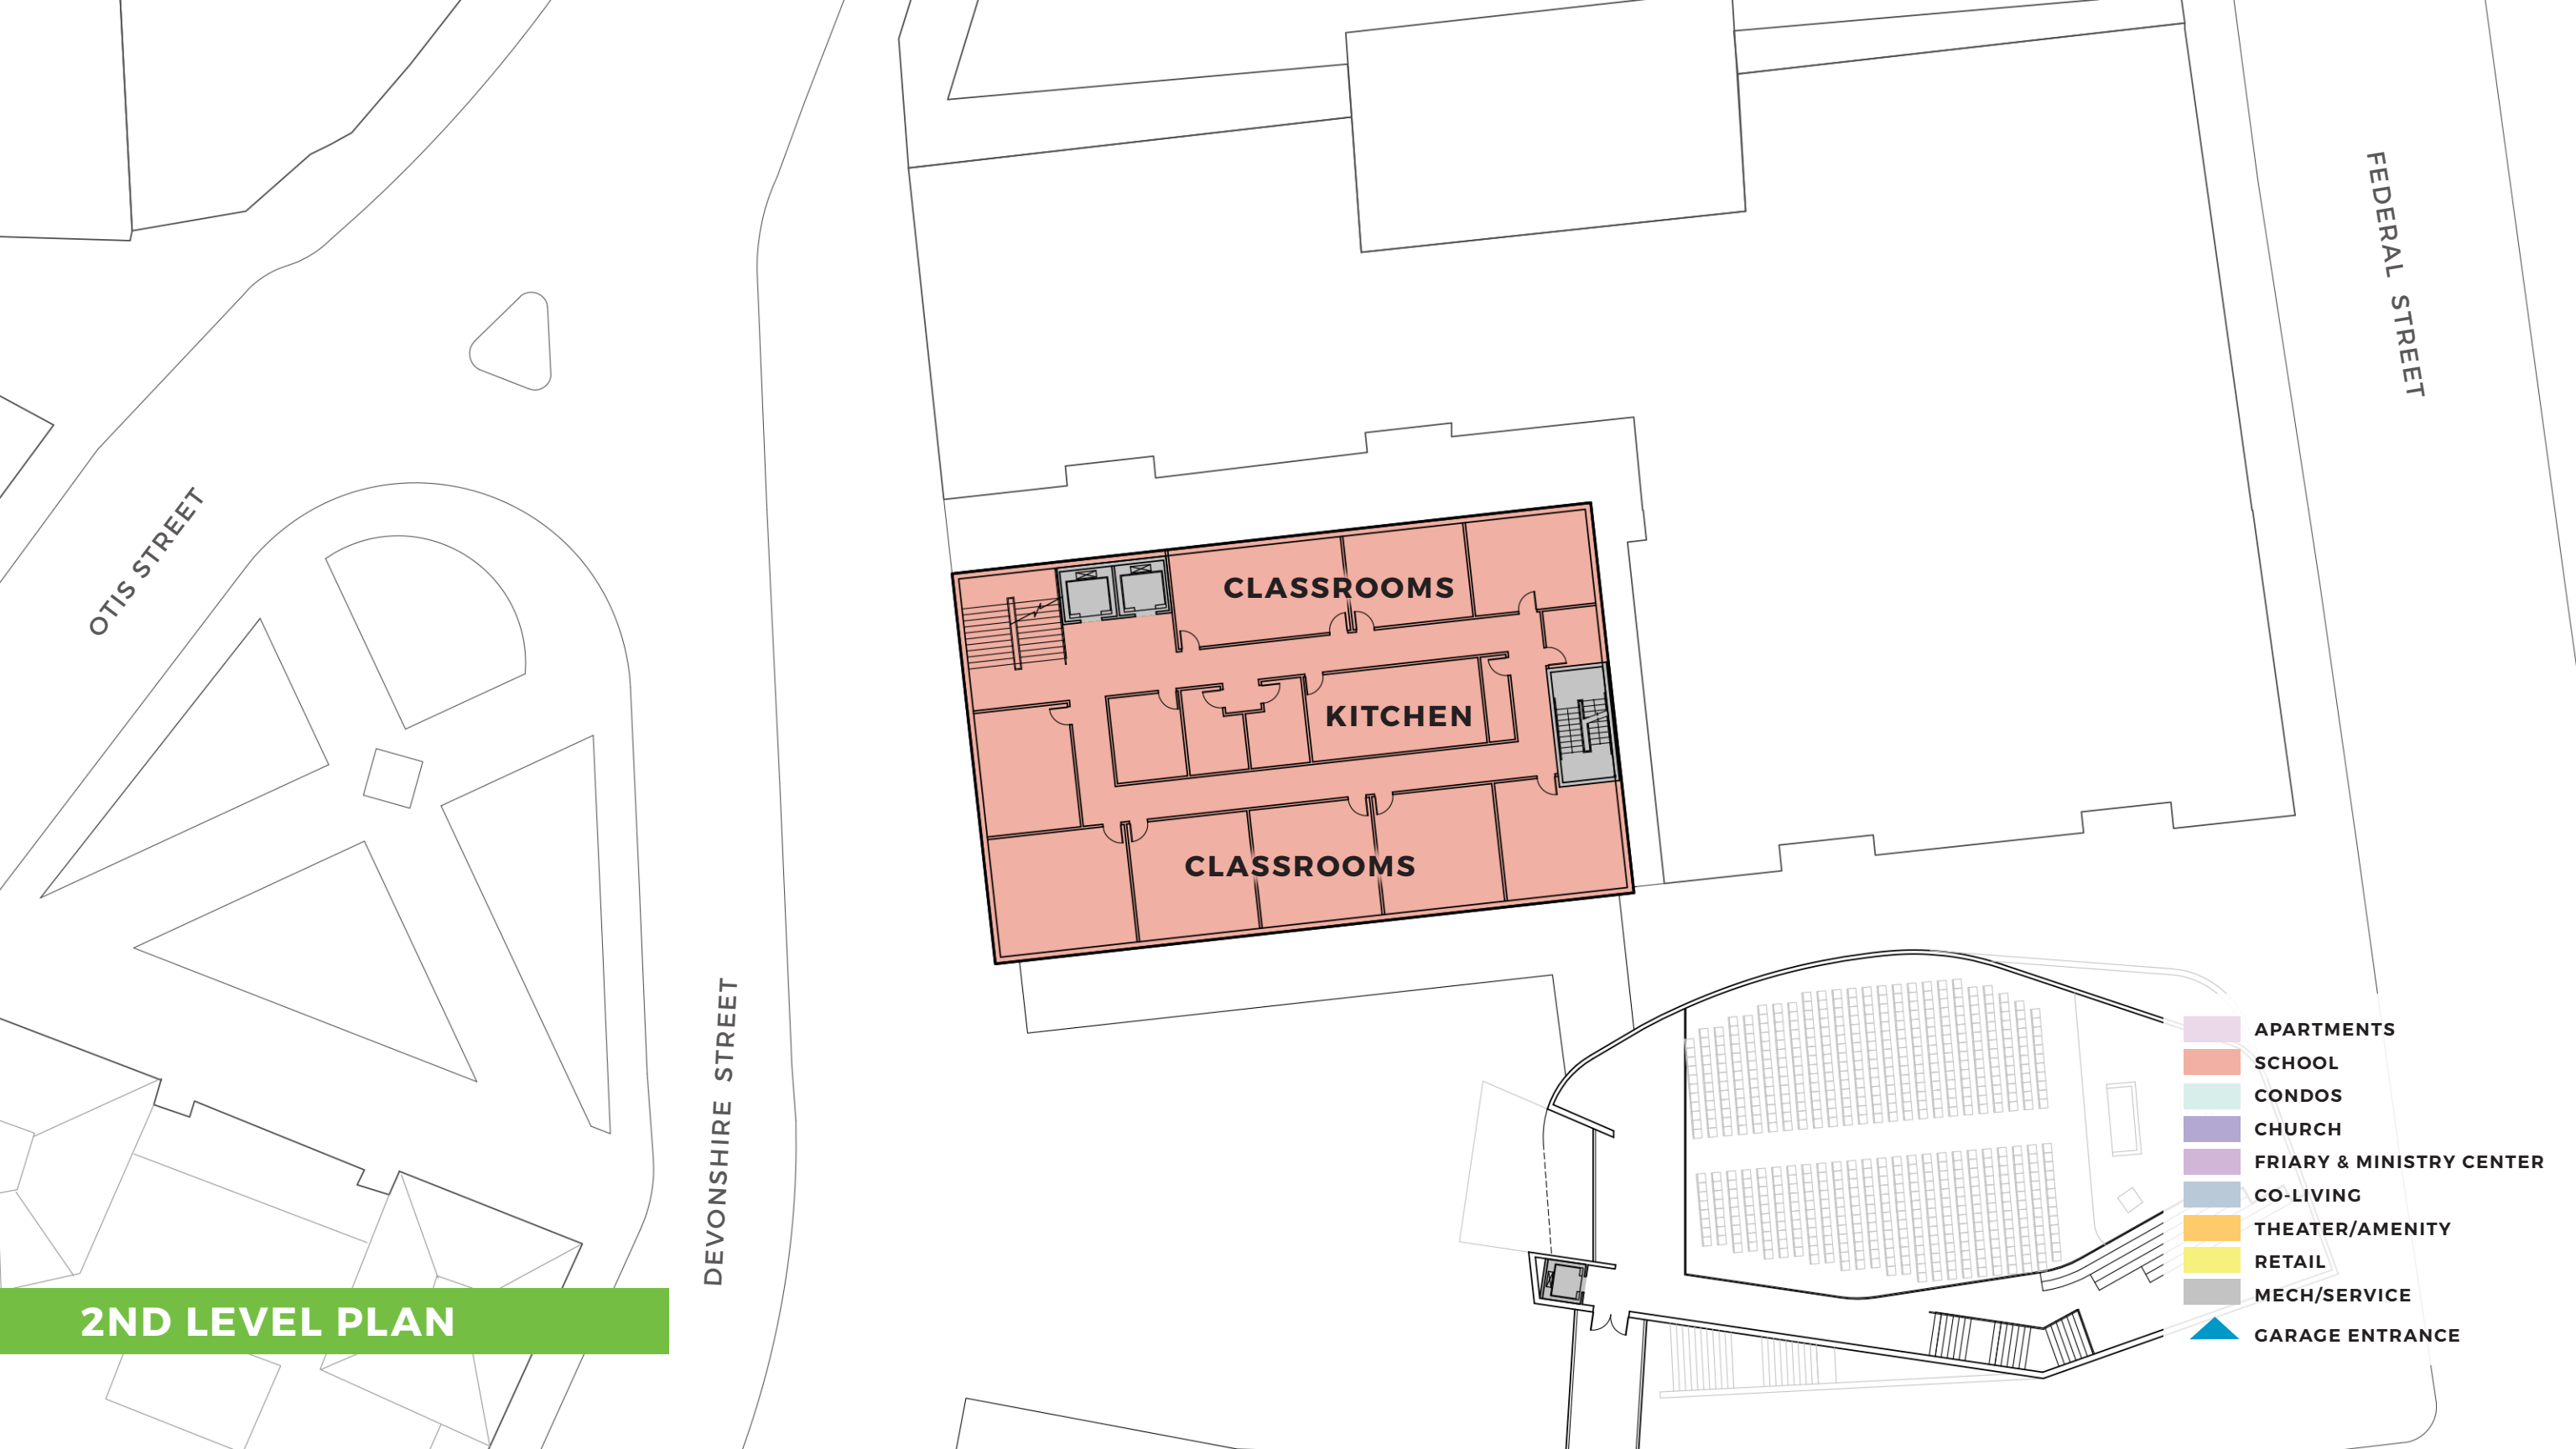 FEDERAL STREET
OTIS STREET
CLASSROOMS
KITCHEN
CLASSROOMS
DEVONSHIRE STREET
APARTMENTS
SCHOOL
CONDOS
CHURCH
FRIARY & MINISTRY CENTER
CO-LIVING
THEATER/AMENITY
RETAIL
MECH/SERVICE
GARAGE ENTRANCE
2ND LEVEL PLAN